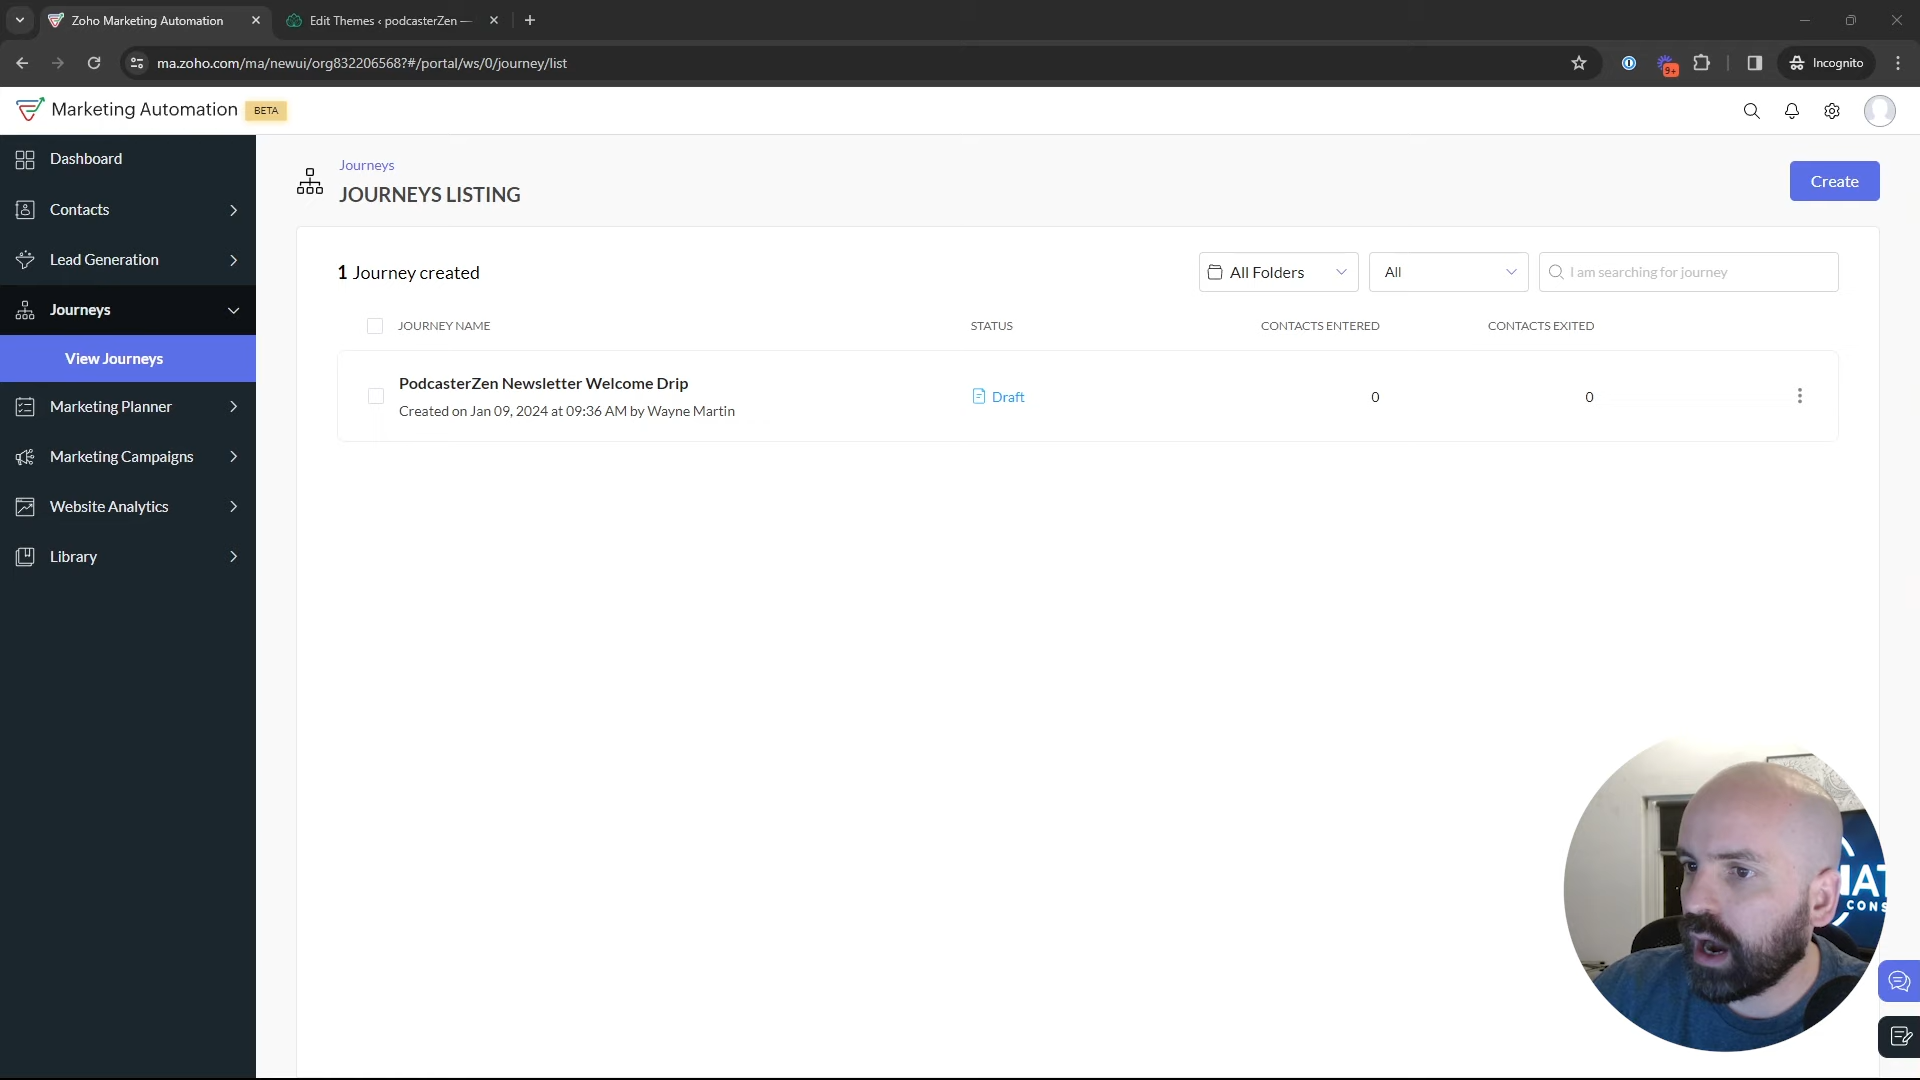 Zoho Marketing Automation
Edit Themes ‹ podcasterZen —
ma.zoho.com/ma/newui/org832206568?#/portal/ws/0/journey/list
9+
Incognito
Marketing Automation BETA
Dashboard
Contacts
Lead Generation
Journeys
View Journeys
Marketing Planner
Marketing Campaigns
Website Analytics
Library
Journeys
JOURNEYS LISTING
Create
1 Journey created
All Folders
All
I am searching for journey
JOURNEY NAME STATUS CONTACTS ENTERED CONTACTS EXITED
PodcasterZen Newsletter Welcome Drip
Created on Jan 09, 2024 at 09:36 AM by Wayne Martin
Draft 0 0
CONS